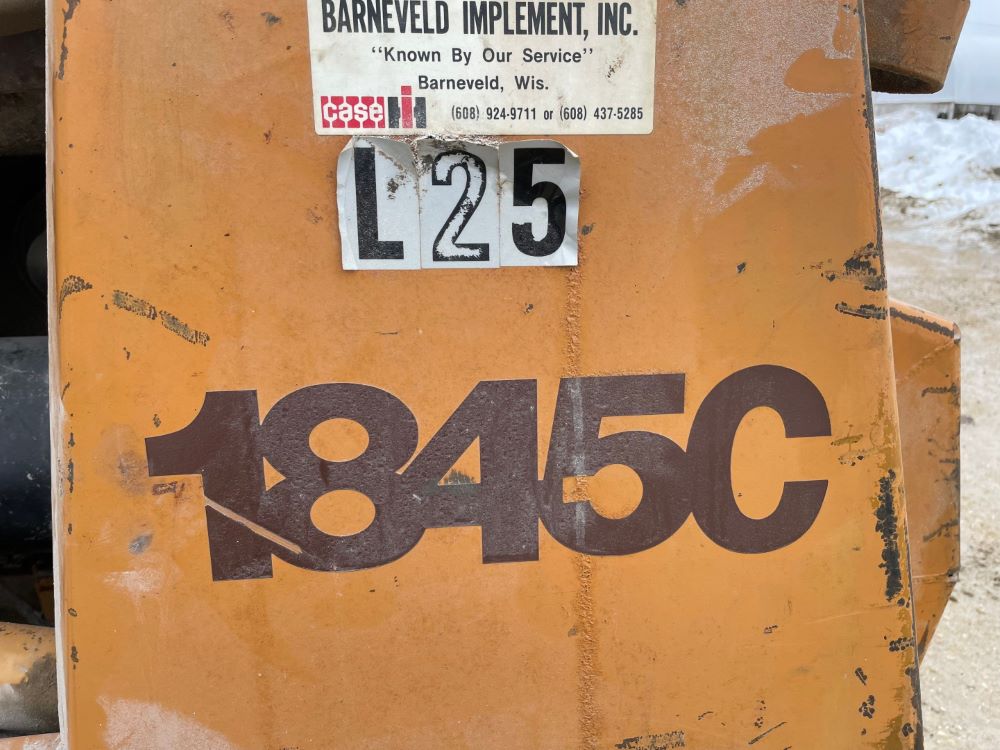 BARNEVELD IMPLEMENT, INC.
"Known By Our Service"
Barneveld, Wis.
CASE IH (608) 924-9711 or (608) 437-5285
L25
1845C